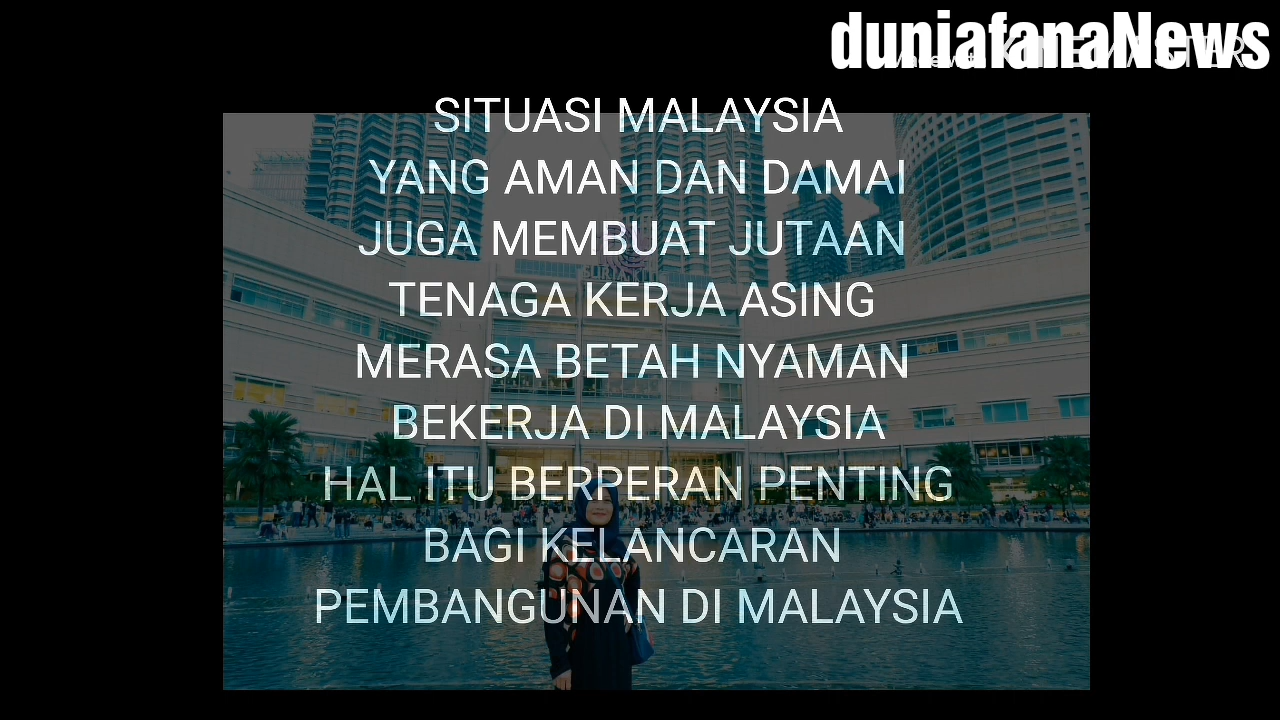 duniafanaNews
SITUASI MALAYSIA
YANG AMAN DAN DAMAI
JUGA MEMBUAT JUTAAN
TENAGA KERJA ASING
MERASA BETAH NYAMAN
BEKERJA DI MALAYSIA
HAL ITU BERPERAN PENTING
BAGI KELANCARAN
PEMBANGUNAN DI MALAYSIA